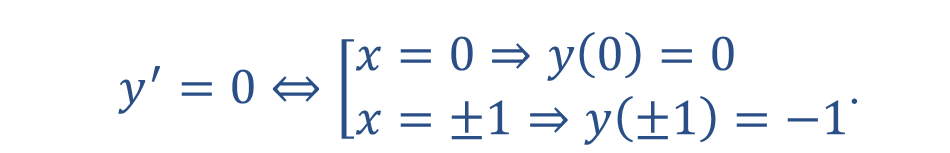 y′ = 0 ⇔ [x = 0 ⇒ y(0) = 0
x = ±1 ⇒ y(±1) = −1.